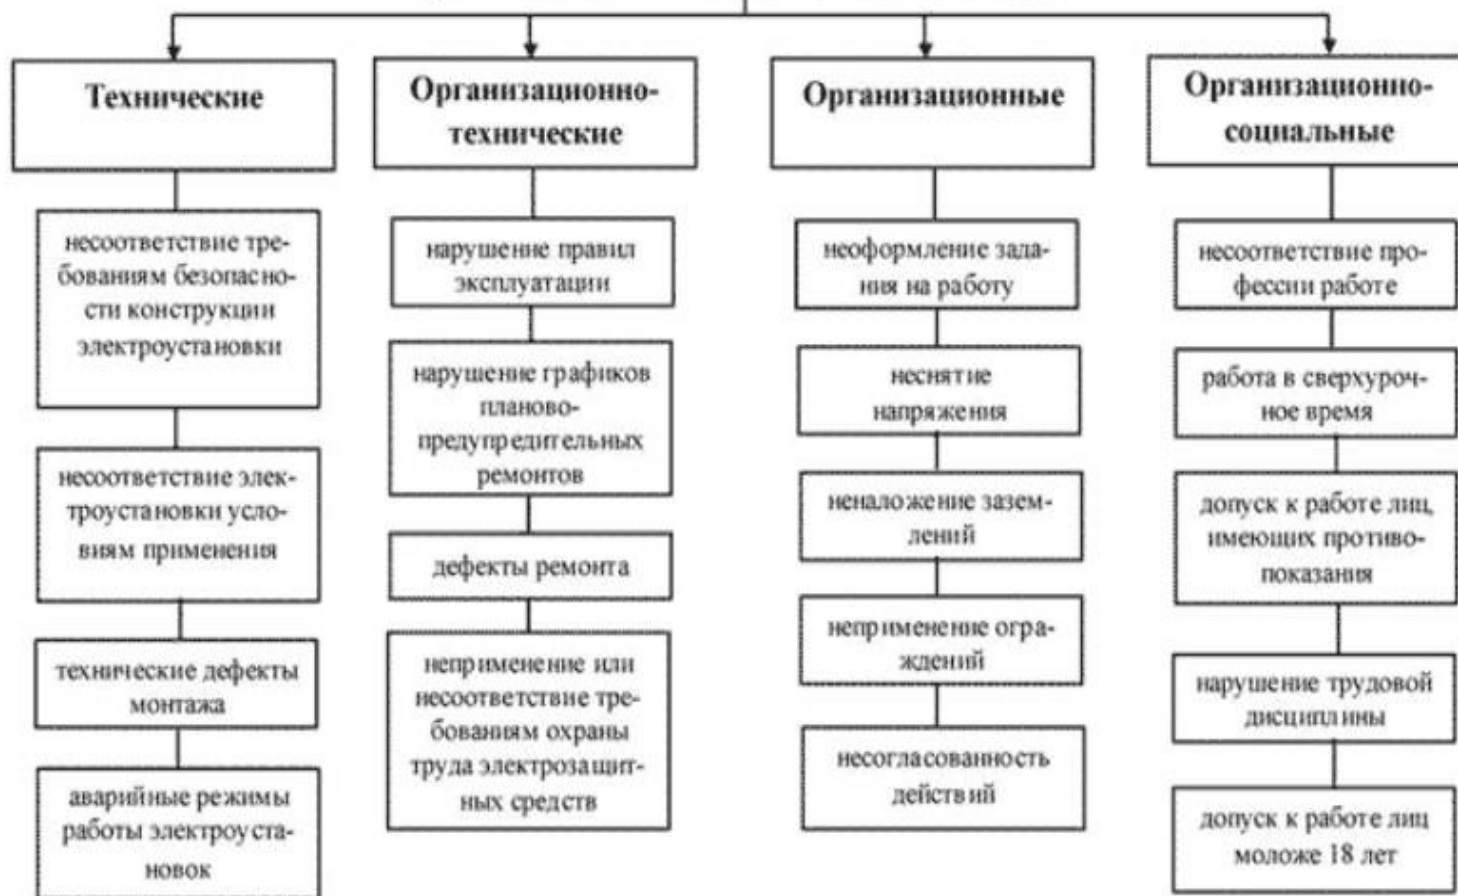 Технические
несоответствие тре-
бованиям безопасно-
сти конструкции
электроустановки
несоответствие элек-
троустановки усло-
виям применения
технические дефекты
монтажа
аварийные режимы
работы электроуста-
новок
Организационно-
технические
нарушение правил
эксплуатации
нарушение графиков
планово-
предупредительных
ремонтов
дефекты ремонта
неприменение или
несоответствие тре-
бованиям охраны
труда электрозащит-
ных средств
Организационные
неоформление зада-
ния на работу
неснятие
напряжения
неналожение зазем-
лений
неприменение огра-
ждений
несогласованность
действий
Организационно-
социальные
несоответствие про-
фессии работе
работа в сверхуроч-
ное время
допуск к работе лиц,
имеющих противо-
показания
нарушение трудовой
дисциплины
допуск к работе лиц
моложе 18 лет